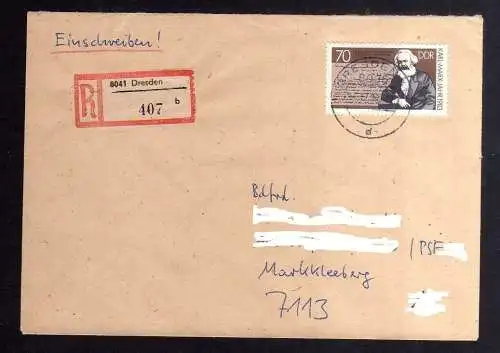 Einschreiben!
R
8041 Dresden
b
407
70
DDR
KARL-MARX-JAHR 1983
d
Bdfrd.
/ PSF
Markkleeberg
7113